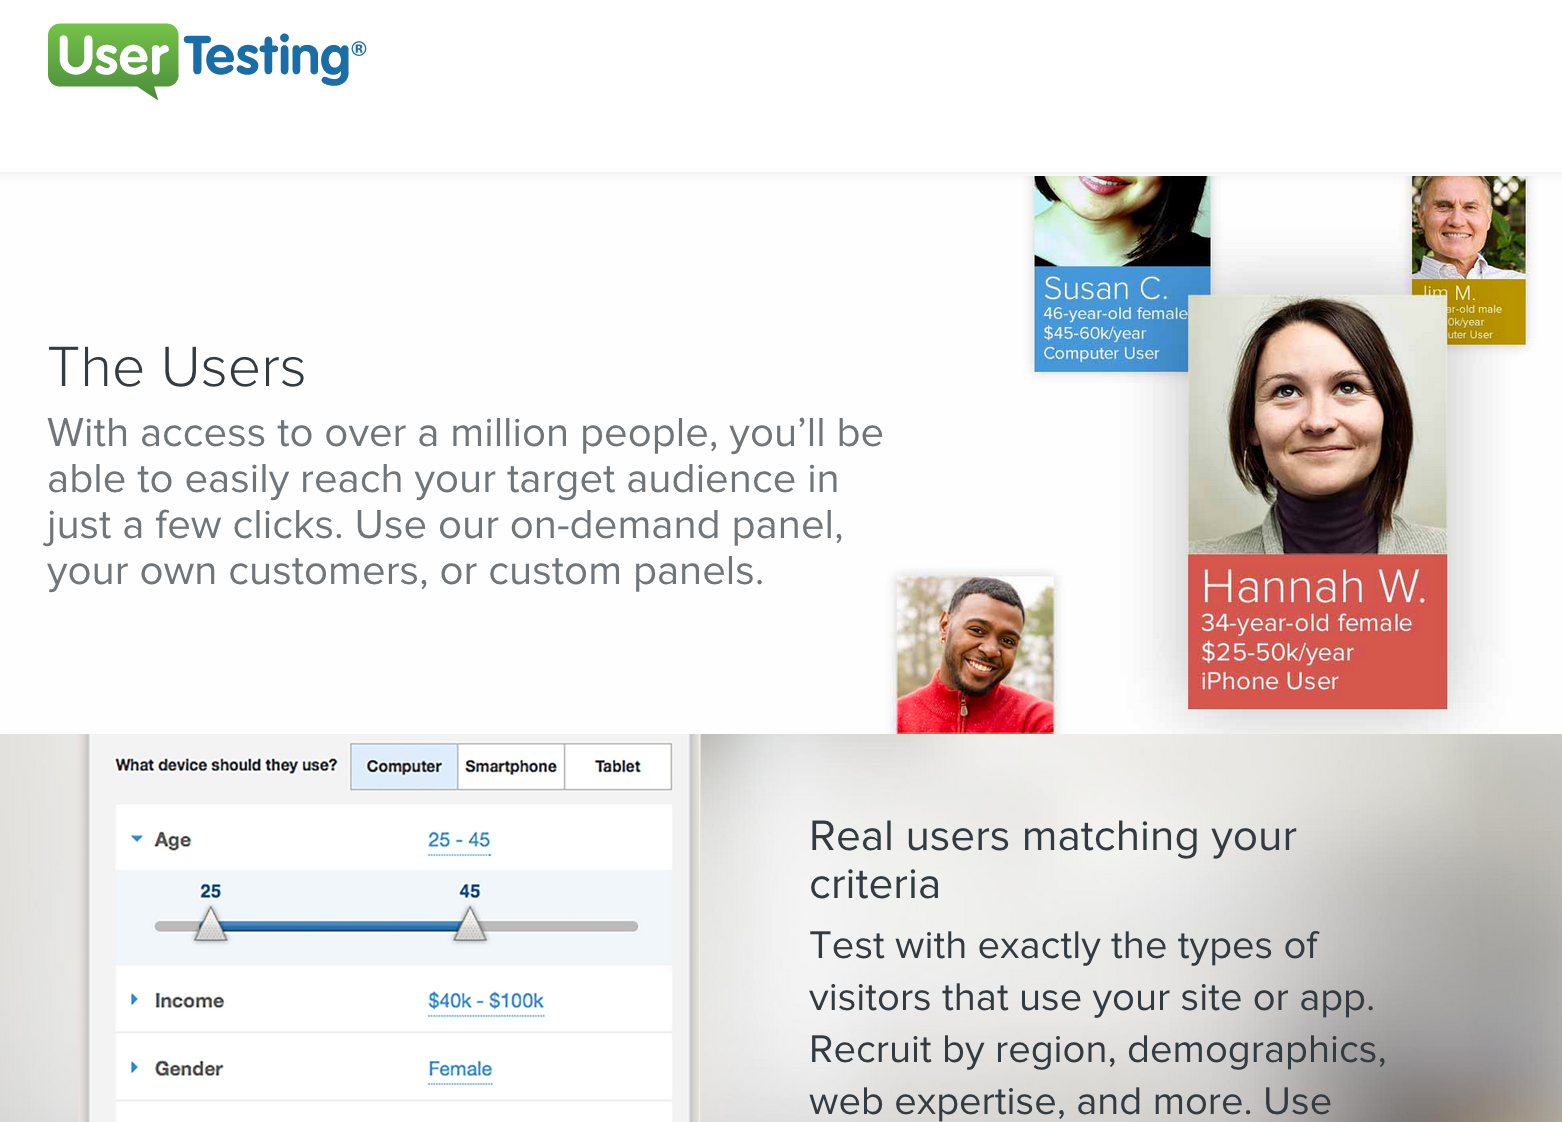 User Testing®
Susan C.
46-year-old female
$45-60k/year
Computer User
Jim M.
ar-old male
0k/year
uter User
The Users
With access to over a million people, you’ll be
able to easily reach your target audience in
just a few clicks. Use our on-demand panel,
your own customers, or custom panels.
Hannah W.
34-year-old female
$25-50k/year
iPhone User
What device should they use? Computer Smartphone Tablet
Age 25 - 45
25 45
Income $40k - $100k
Gender Female
Real users matching your
criteria
Test with exactly the types of
visitors that use your site or app.
Recruit by region, demographics,
web expertise, and more. Use